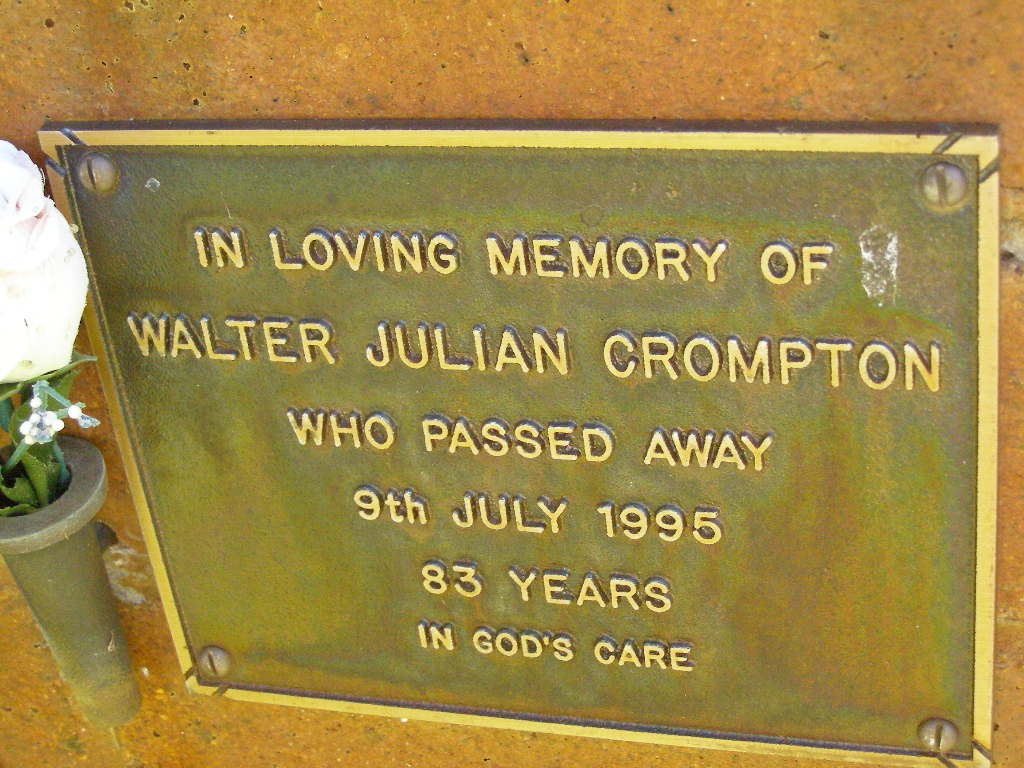 IN LOVING MEMORY OF
WALTER JULIAN CROMPTON
WHO PASSED AWAY
9th JULY 1995
83 YEARS
IN GOD'S CARE